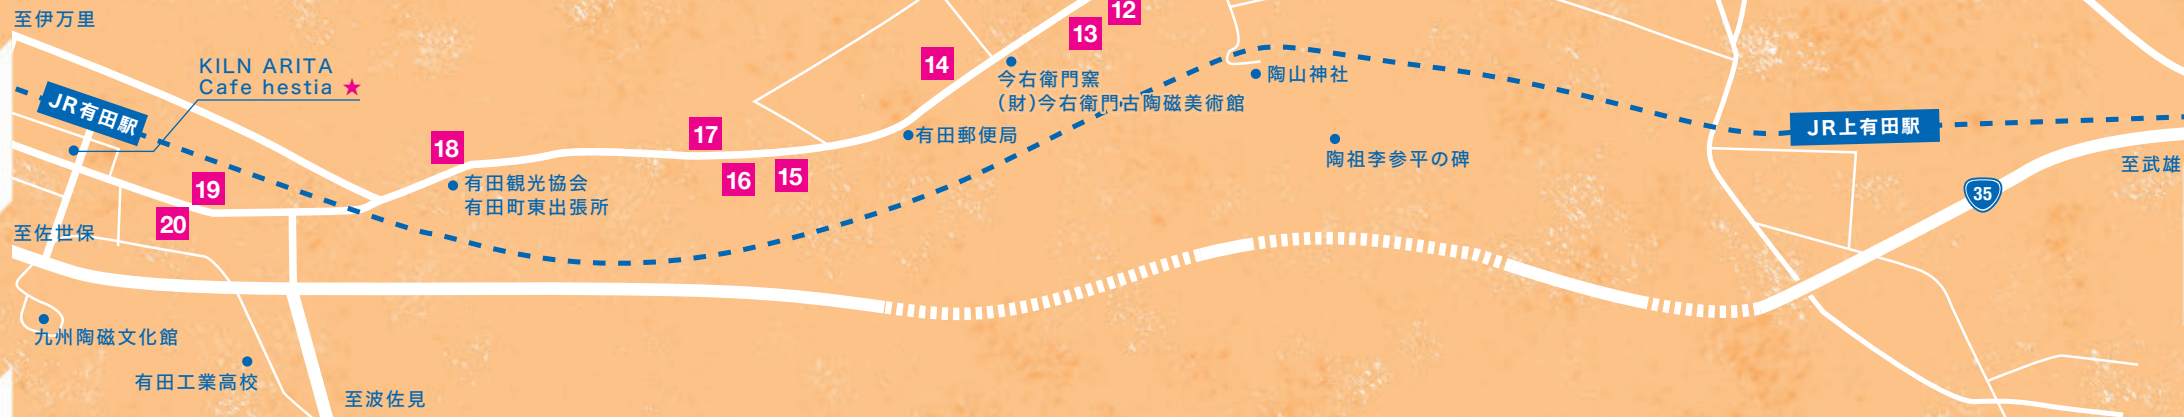 至伊万里
KILN ARITA
Cafe hestia ★
JR有田駅
12
13
14
今右衛門窯
(財)今右衛門古陶磁美術館
陶山神社
有田郵便局
陶祖李参平の碑
JR上有田駅
至武雄
35
15
16
17
18
有田観光協会
有田町東出張所
19
20
至佐世保
九州陶磁文化館
有田工業高校
至波佐見